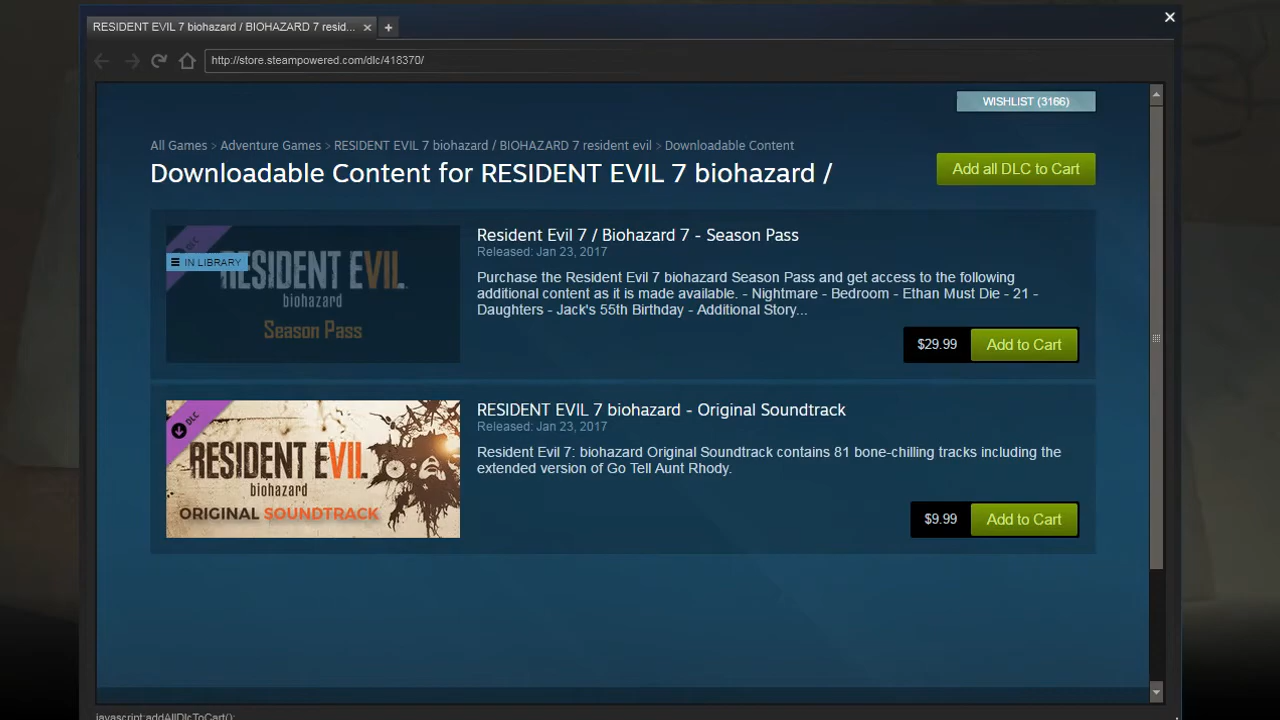 RESIDENT EVIL 7 biohazard / BIOHAZARD 7 resid...
http://store.steampowered.com/dlc/418370/
WISHLIST (3166)
All Games > Adventure Games > RESIDENT EVIL 7 biohazard / BIOHAZARD 7 resident evil > Downloadable Content
Downloadable Content for RESIDENT EVIL 7 biohazard /
Add all DLC to Cart
DLC
IN LIBRARY
RESIDENT EVIL
biohazard
Season Pass
Resident Evil 7 / Biohazard 7 - Season Pass
Released: Jan 23, 2017
Purchase the Resident Evil 7 biohazard Season Pass and get access to the following
additional content as it is made available. - Nightmare - Bedroom - Ethan Must Die - 21 -
Daughters - Jack's 55th Birthday - Additional Story...
$29.99
Add to Cart
DLC
RESIDENT EVIL
biohazard
ORIGINAL SOUNDTRACK
RESIDENT EVIL 7 biohazard - Original Soundtrack
Released: Jan 23, 2017
Resident Evil 7: biohazard Original Soundtrack contains 81 bone-chilling tracks including the
extended version of Go Tell Aunt Rhody.
$9.99
Add to Cart
javascript:addAllDlcToCart();